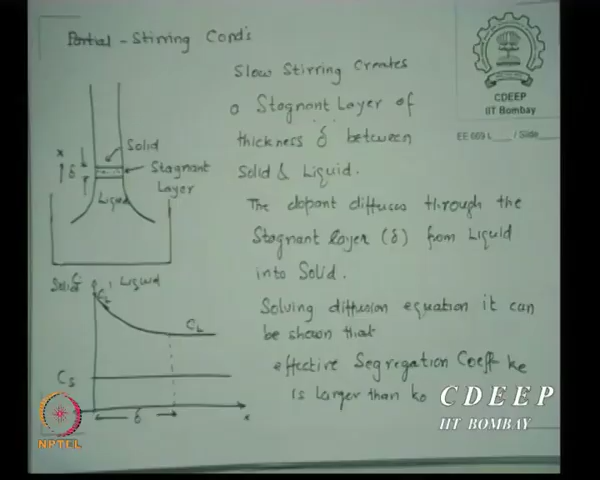 Partial - Stirring Cond's
Slow Stirring Creates
a Stagnant Layer of
thickness δ between
Solid & Liquid.
The dopant diffuses through the
Stagnant layer (δ) from Liquid
into Solid.
Solving diffusion equation it can
be shown that
effective Segregation Coeff ke
is larger than ko
x
δ
Solid
Stagnant
Layer
Liquid
Solid
Liquid
CL'
CL
CS
δ
x
CDEEP
IIT Bombay
EE 669 L____/Slide____
NPTEL
CDEEP
IIT BOMBAY